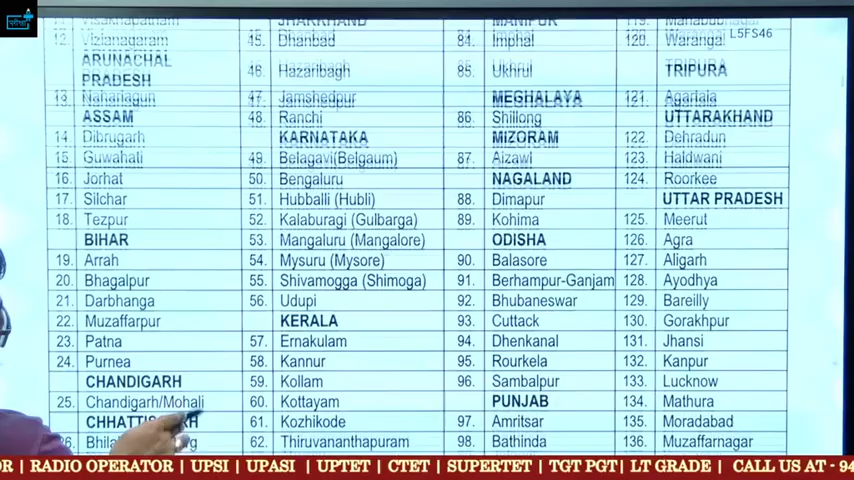 परीक्षा
Visakhapatnam JHARKHAND MANIPUR 119. Mahabubnagar
12. Vizianagaram 45. Dhanbad 84. Imphal 120. Warangal L5FS46
ARUNACHAL PRADESH 46. Hazaribagh 85. Ukhrul TRIPURA
13. Naharlagun 47. Jamshedpur MEGHALAYA 121. Agartala
ASSAM 48. Ranchi 86. Shillong UTTARAKHAND
14. Dibrugarh KARNATAKA MIZORAM 122. Dehradun
15. Guwahati 49. Belagavi(Belgaum) 87. Aizawl 123. Haldwani
16. Jorhat 50. Bengaluru NAGALAND 124. Roorkee
17. Silchar 51. Hubballi (Hubli) 88. Dimapur UTTAR PRADESH
18. Tezpur 52. Kalaburagi (Gulbarga) 89. Kohima 125. Meerut
BIHAR 53. Mangaluru (Mangalore) ODISHA 126. Agra
19. Arrah 54. Mysuru (Mysore) 90. Balasore 127. Aligarh
20. Bhagalpur 55. Shivamogga (Shimoga) 91. Berhampur-Ganjam 128. Ayodhya
21. Darbhanga 56. Udupi 92. Bhubaneswar 129. Bareilly
22. Muzaffarpur KERALA 93. Cuttack 130. Gorakhpur
23. Patna 57. Ernakulam 94. Dhenkanal 131. Jhansi
24. Purnea 58. Kannur 95. Rourkela 132. Kanpur
CHANDIGARH 59. Kollam 96. Sambalpur 133. Lucknow
25. Chandigarh/Mohali 60. Kottayam PUNJAB 134. Mathura
61. Kozhikode 97. Amritsar 135. Moradabad
26. 62. Thiruvananthapuram 98. Bathinda 136. Muzaffarnagar
OR | RADIO OPERATOR | UPSI | UPASI | UPTET | CTET | SUPERTET | TGT PGT| LT GRADE | CALL US AT - 94